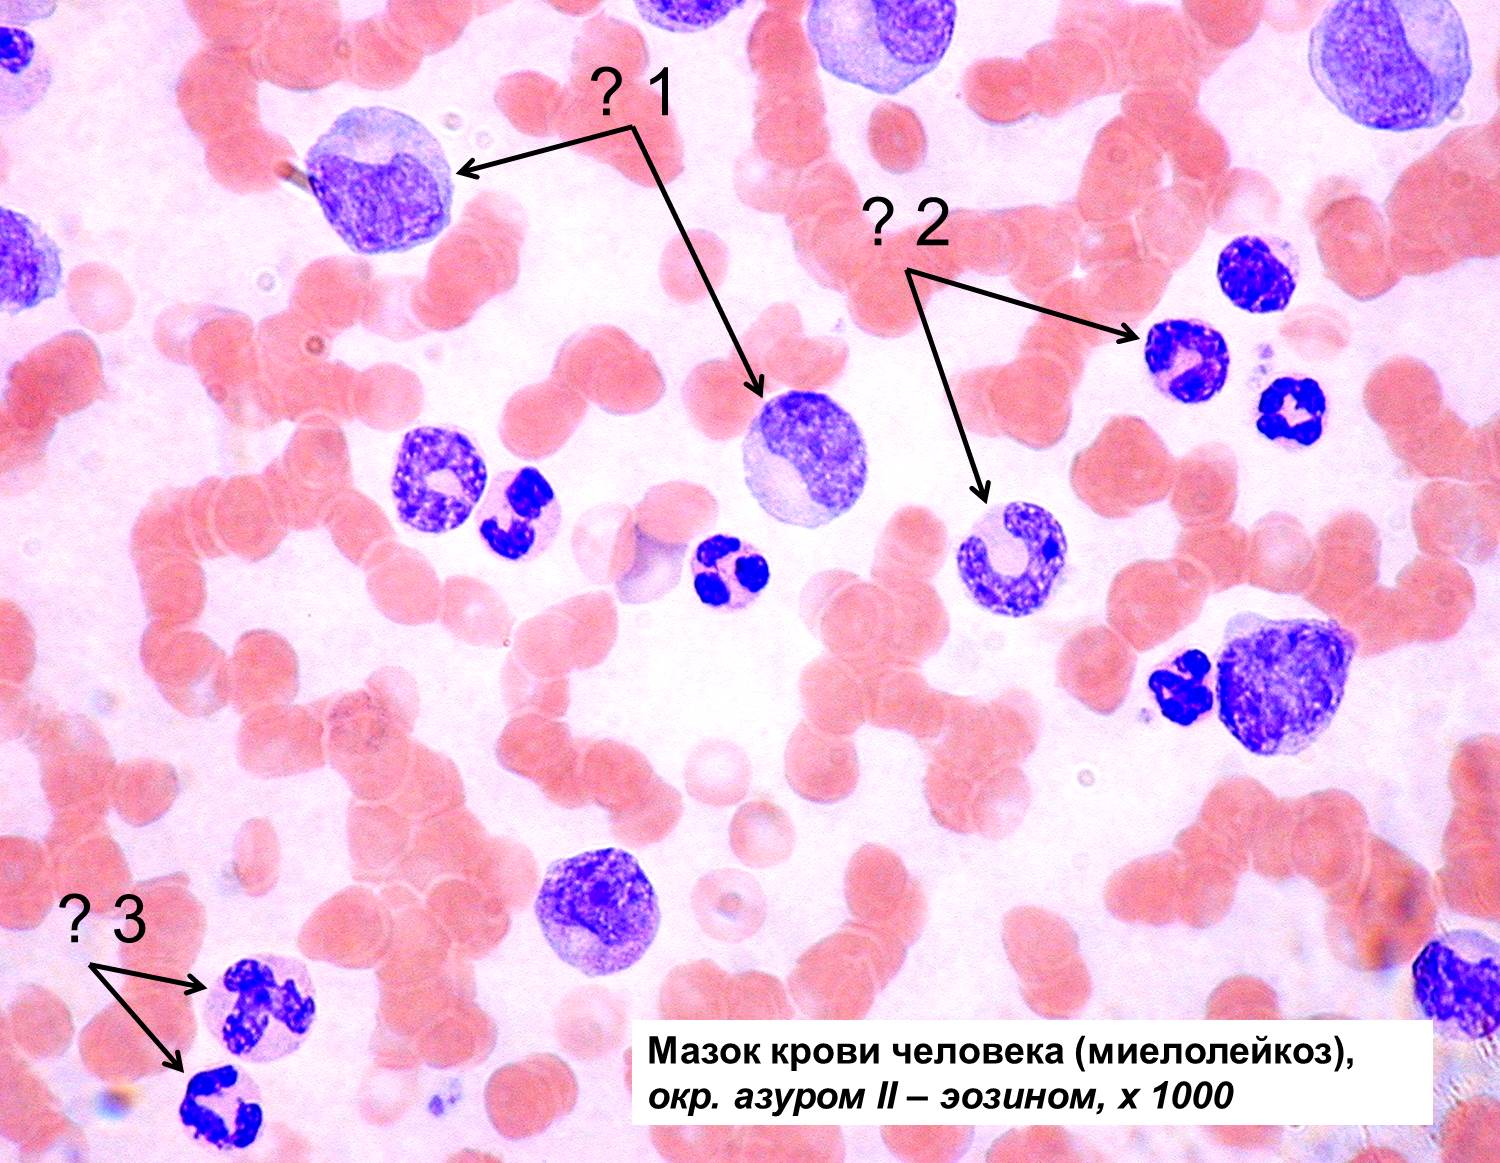 ? 1
? 2
? 3
Мазок крови человека (миелолейкоз),
окр. азуром II – эозином, х 1000